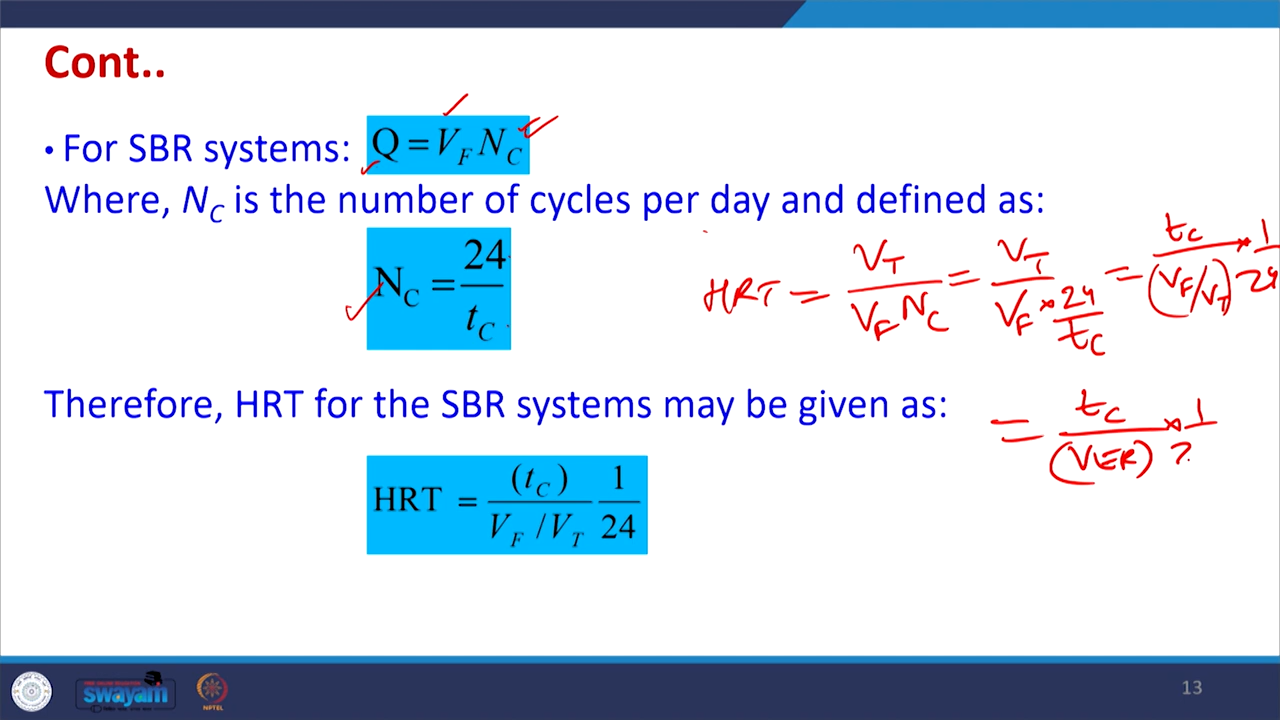 Cont..
• For SBR systems: Q = V_F N_C
Where, N_C is the number of cycles per day and defined as:
N_C = 24 / t_C
HRT = V_T / (V_F N_C) = V_T / (V_F × 24/t_C) = t_C / (V_F/V_T) × 1/24
Therefore, HRT for the SBR systems may be given as:
= t_C / (VER) × 1/2
HRT = (t_C) / (V_F / V_T) 1/24
swayam
NPTEL
13